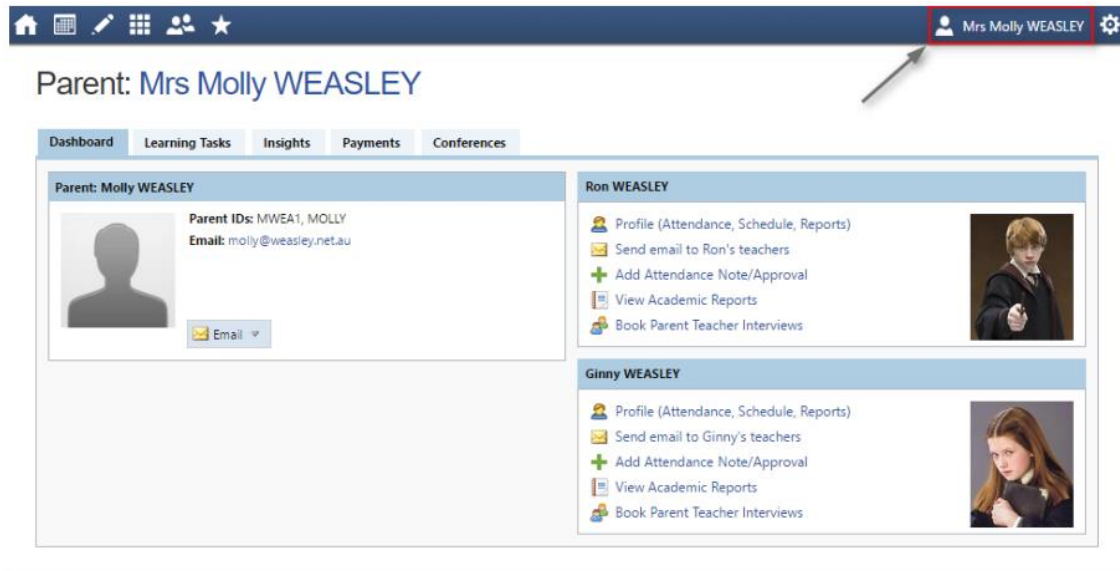 Mrs Molly WEASLEY
Parent: Mrs Molly WEASLEY
Dashboard Learning Tasks Insights Payments Conferences
Parent: Molly WEASLEY
Parent IDs: MWEA1, MOLLY
Email: molly@weasley.net.au
Email
Ron WEASLEY
Profile (Attendance, Schedule, Reports)
Send email to Ron's teachers
Add Attendance Note/Approval
View Academic Reports
Book Parent Teacher Interviews
Ginny WEASLEY
Profile (Attendance, Schedule, Reports)
Send email to Ginny's teachers
Add Attendance Note/Approval
View Academic Reports
Book Parent Teacher Interviews